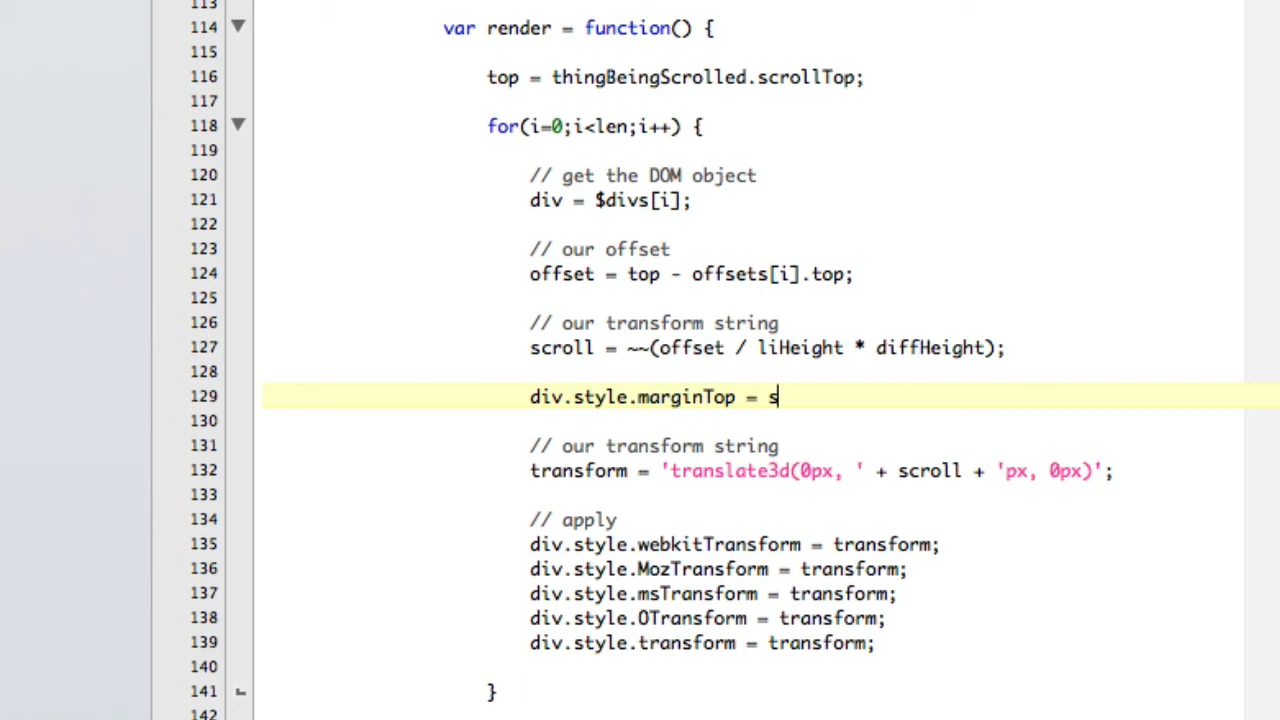 113
114 var render = function() {
115
116 top = thingBeingScrolled.scrollTop;
117
118 for(i=0;i<len;i++) {
119
120 // get the DOM object
121 div = $divs[i];
122
123 // our offset
124 offset = top - offsets[i].top;
125
126 // our transform string
127 scroll = ~~(offset / liHeight * diffHeight);
128
129 div.style.marginTop = s
130
131 // our transform string
132 transform = 'translate3d(0px, ' + scroll + 'px, 0px)';
133
134 // apply
135 div.style.webkitTransform = transform;
136 div.style.MozTransform = transform;
137 div.style.msTransform = transform;
138 div.style.OTransform = transform;
139 div.style.transform = transform;
140
141 }
142